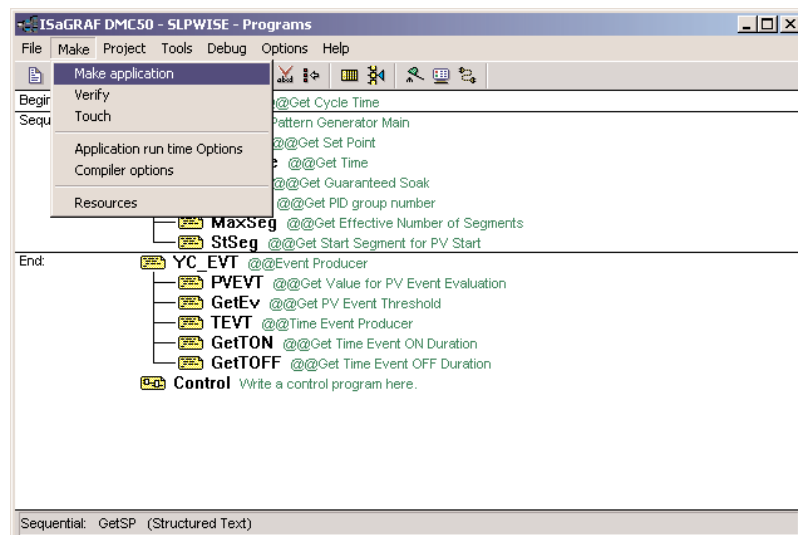 ISaGRAF DMC50 - SLPWISE - Programs
File Make Project Tools Debug Options Help
Make application
Verify
Touch
Application run time Options
Compiler options
Resources
Begin @@Get Cycle Time
Sequ Pattern Generator Main
@@Get Set Point
@@Get Time
@@Get Guaranteed Soak
@@Get PID group number
MaxSeg @@Get Effective Number of Segments
StSeg @@Get Start Segment for PV Start
End: YC_EVT @@Event Producer
PVEVT @@Get Value for PV Event Evaluation
GetEv @@Get PV Event Threshold
TEVT @@Time Event Producer
GetTON @@Get Time Event ON Duration
GetTOFF @@Get Time Event OFF Duration
Control Write a control program here.
Sequential: GetSP (Structured Text)